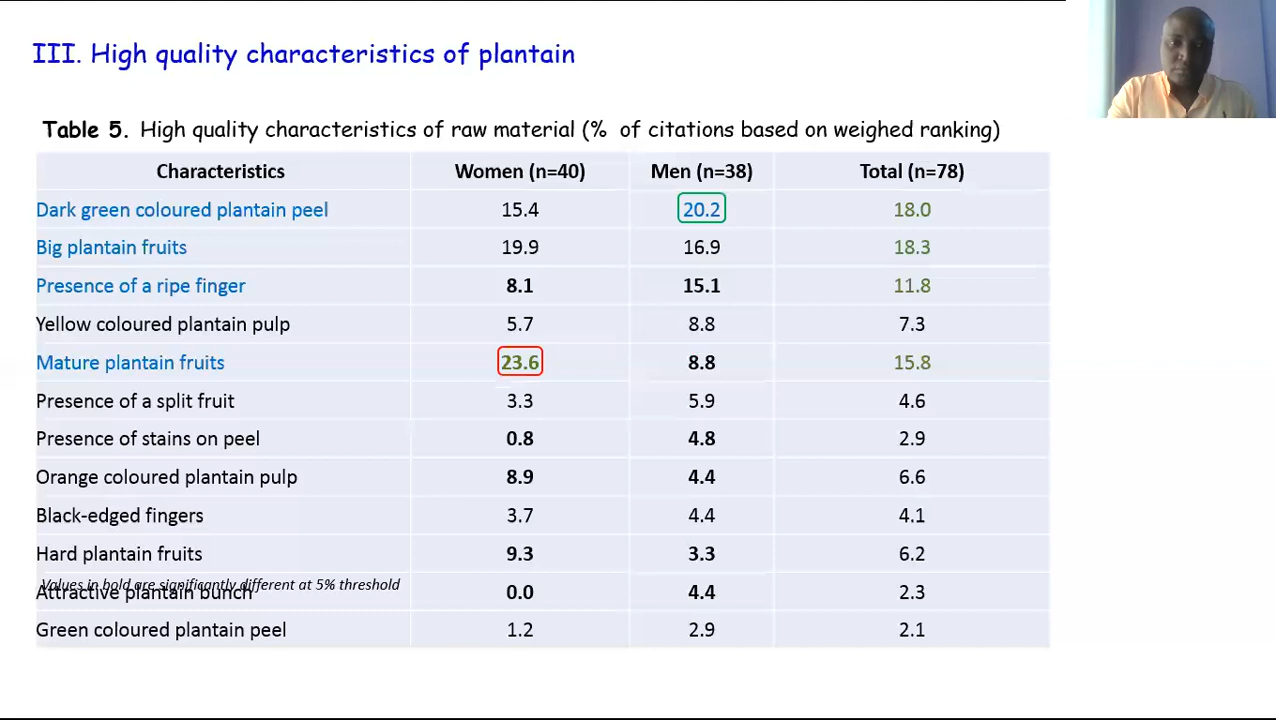 III. High quality characteristics of plantain
Table 5. High quality characteristics of raw material (% of citations based on weighed ranking)
Characteristics Women (n=40) Men (n=38) Total (n=78)
Dark green coloured plantain peel 15.4 20.2 18.0
Big plantain fruits 19.9 16.9 18.3
Presence of a ripe finger 8.1 15.1 11.8
Yellow coloured plantain pulp 5.7 8.8 7.3
Mature plantain fruits 23.6 8.8 15.8
Presence of a split fruit 3.3 5.9 4.6
Presence of stains on peel 0.8 4.8 2.9
Orange coloured plantain pulp 8.9 4.4 6.6
Black-edged fingers 3.7 4.4 4.1
Hard plantain fruits 9.3 3.3 6.2
Values in bold are significantly different at 5% threshold
Attractive plantain bunch 0.0 4.4 2.3
Green coloured plantain peel 1.2 2.9 2.1